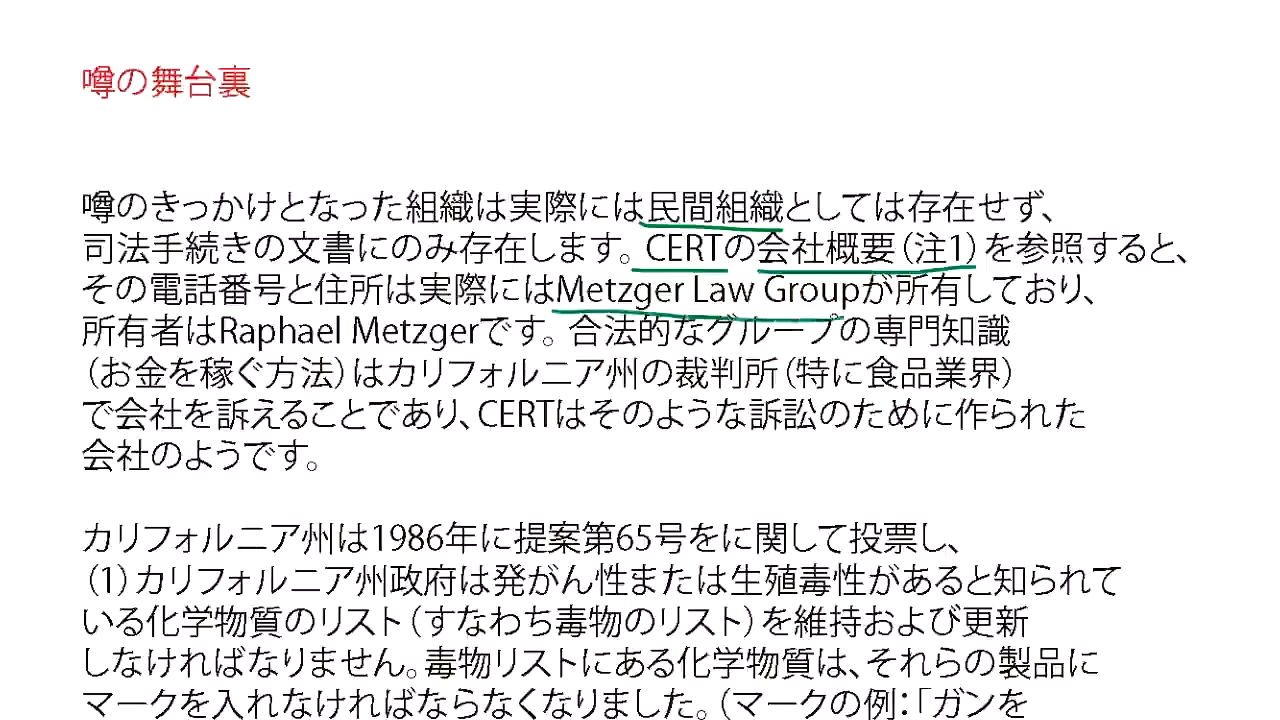 噂の舞台裏
噂のきっかけとなった組織は実際には民間組織としては存在せず、
司法手続きの文書にのみ存在します。CERTの会社概要（注1）を参照すると、
その電話番号と住所は実際にはMetzger Law Groupが所有しており、
所有者はRaphael Metzgerです。合法的なグループの専門知識
（お金を稼ぐ方法）はカリフォルニア州の裁判所（特に食品業界）
で会社を訴えることであり、CERTはそのような訴訟のために作られた
会社のようです。
カリフォルニア州は1986年に提案第65号をに関して投票し、
（1）カリフォルニア州政府は発がん性または生殖毒性があると知られて
いる化学物質のリスト（すなわち毒物のリスト）を維持および更新
しなければなりません。毒物リストにある化学物質は、それらの製品に
マークを入れなければならなくなりました。（マークの例：「ガンを